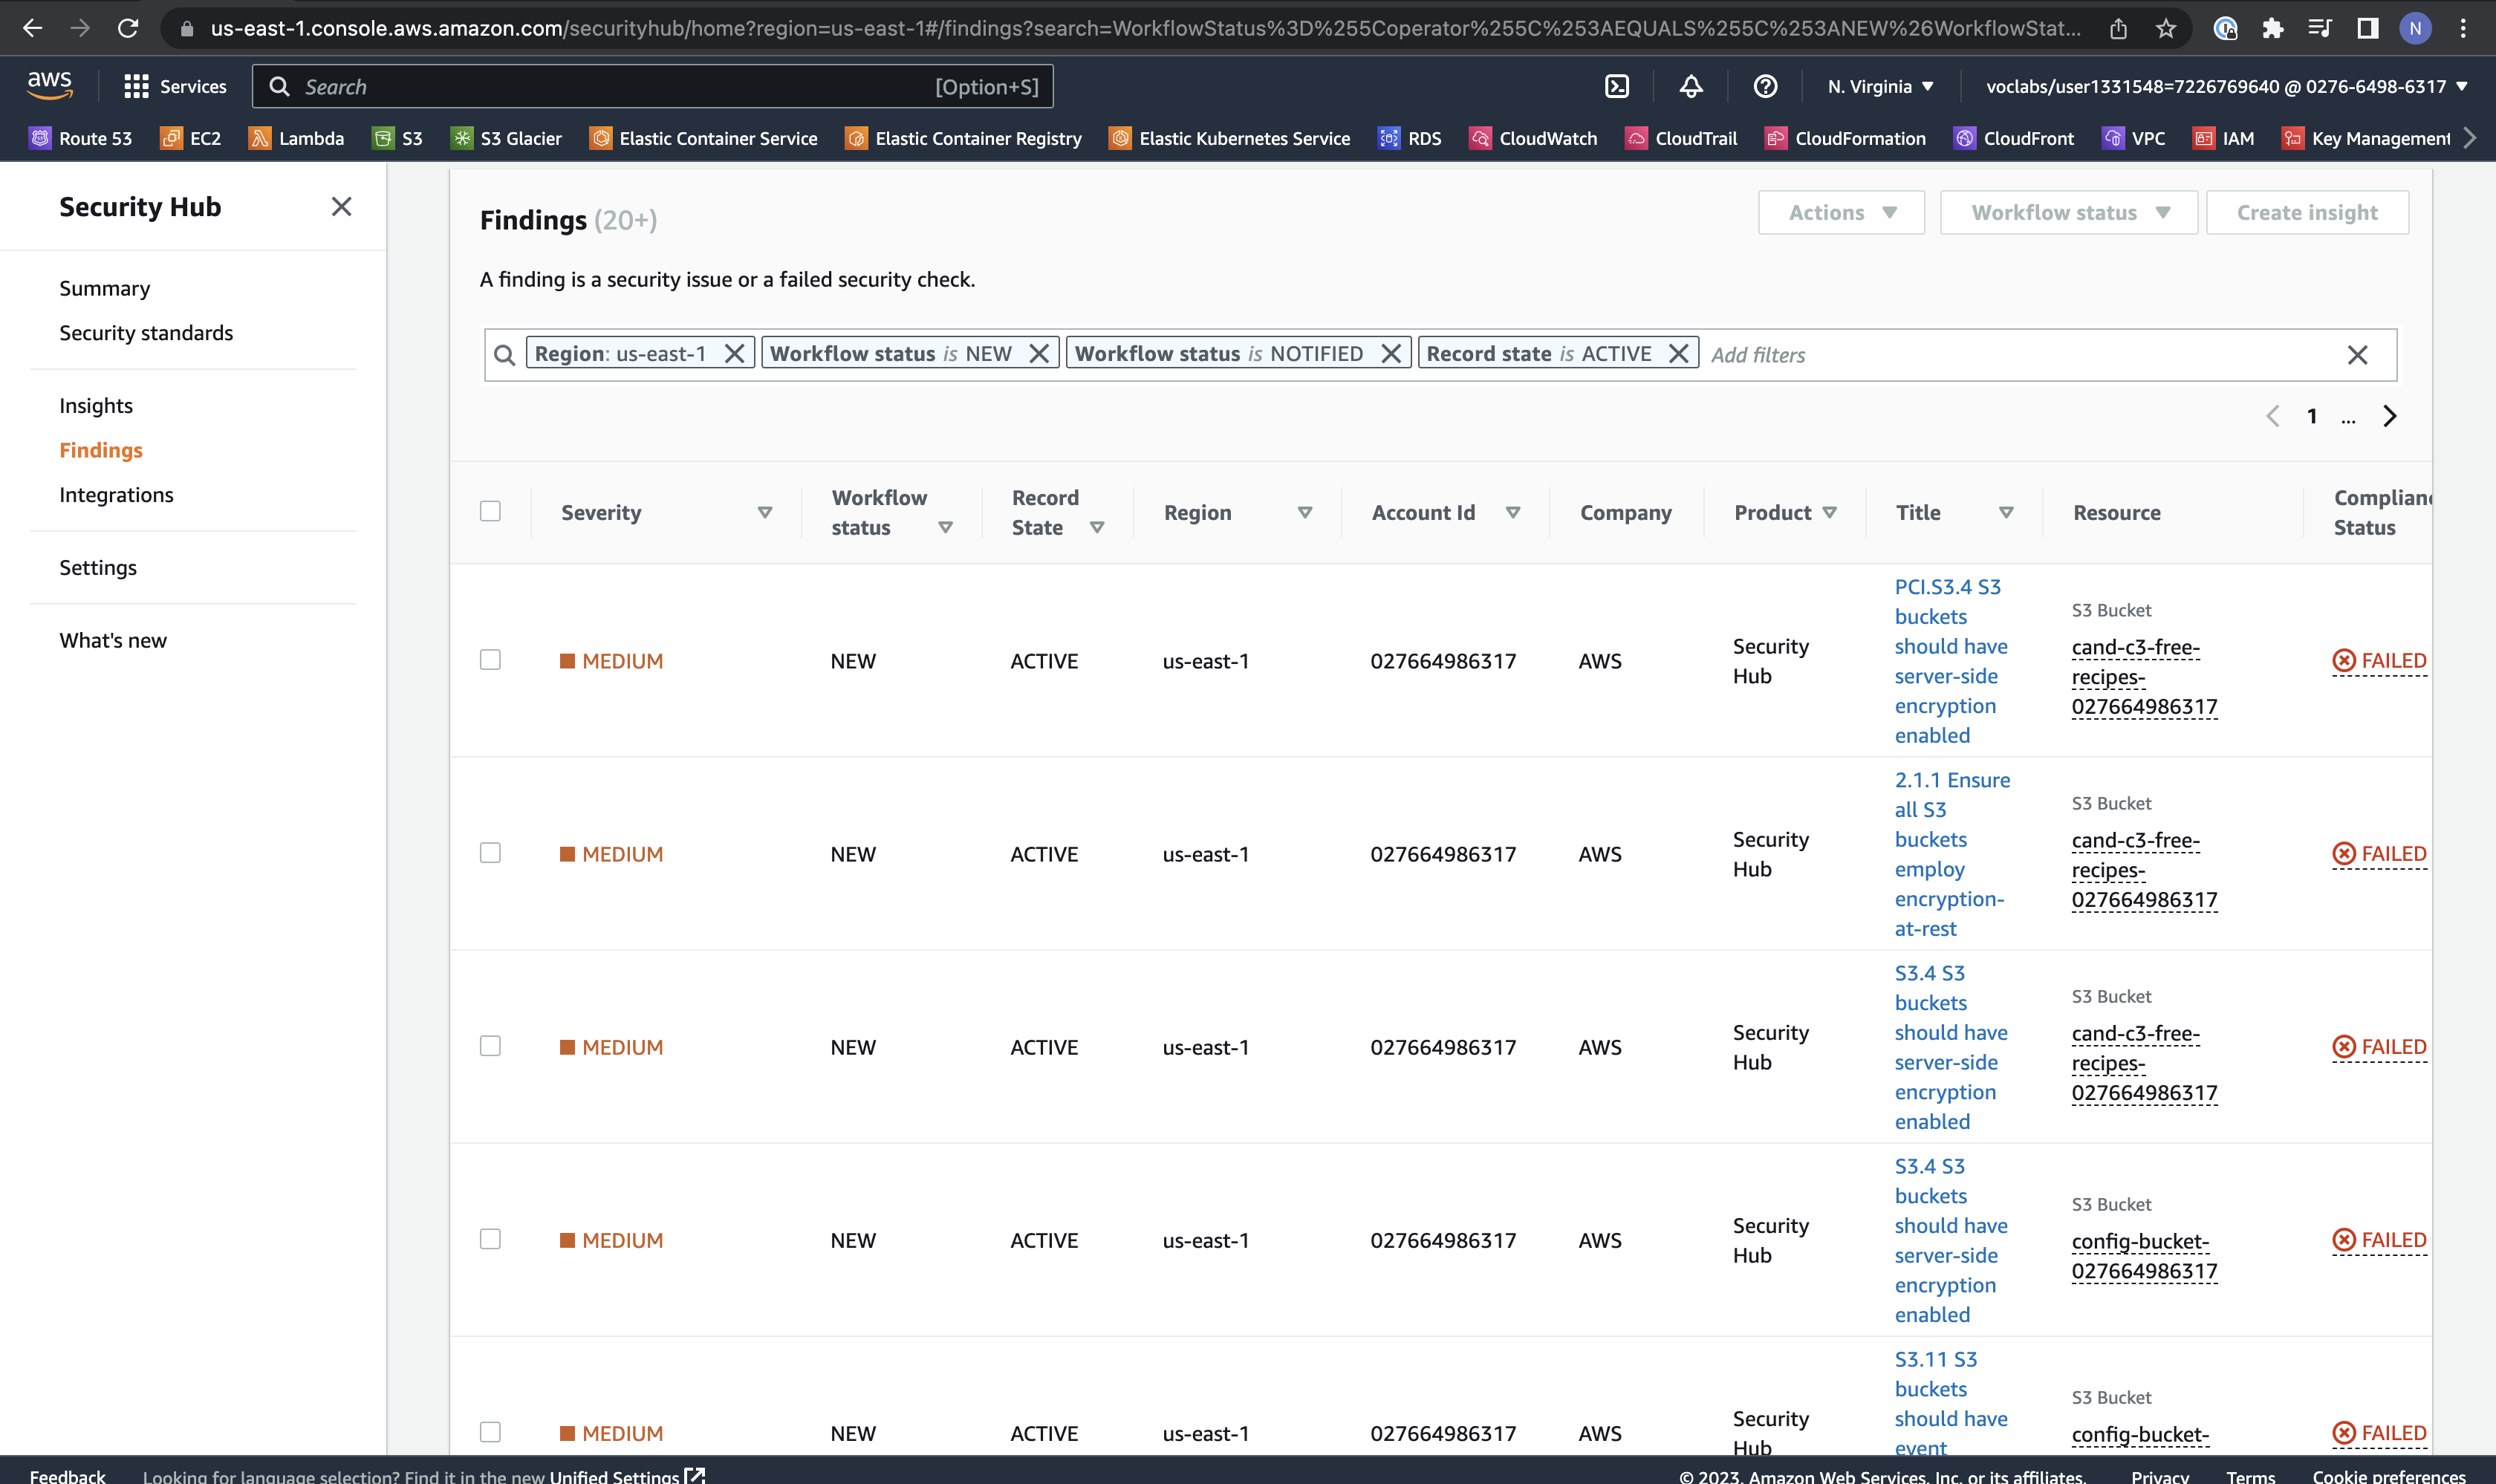 us-east-1.console.aws.amazon.com/securityhub/home?region=us-east-1#/findings?search=WorkflowStatus%3D%255Coperator%255C%253AEQUALS%255C%253ANEW%26WorkflowStat...
N
aws
Services
Search
[Option+S]
N. Virginia
voclabs/user1331548=7226769640 @ 0276-6498-6317
Route 53
EC2
Lambda
S3
S3 Glacier
Elastic Container Service
Elastic Container Registry
Elastic Kubernetes Service
RDS
CloudWatch
CloudTrail
CloudFormation
CloudFront
VPC
IAM
Key Management
Security Hub
Summary
Security standards
Insights
Findings
Integrations
Settings
What's new
Findings (20+)
Actions
Workflow status
Create insight
A finding is a security issue or a failed security check.
Region: us-east-1
Workflow status is NEW
Workflow status is NOTIFIED
Record state is ACTIVE
Add filters
1 ...
Severity
Workflow
status
Record
State
Region
Account Id
Company
Product
Title
Resource
Complianc
Status
MEDIUM
NEW
ACTIVE
us-east-1
027664986317
AWS
Security
Hub
PCI.S3.4 S3
buckets
should have
server-side
encryption
enabled
S3 Bucket
cand-c3-free-
recipes-
027664986317
FAILED
MEDIUM
NEW
ACTIVE
us-east-1
027664986317
AWS
Security
Hub
2.1.1 Ensure
all S3
buckets
employ
encryption-
at-rest
S3 Bucket
cand-c3-free-
recipes-
027664986317
FAILED
MEDIUM
NEW
ACTIVE
us-east-1
027664986317
AWS
Security
Hub
S3.4 S3
buckets
should have
server-side
encryption
enabled
S3 Bucket
cand-c3-free-
recipes-
027664986317
FAILED
MEDIUM
NEW
ACTIVE
us-east-1
027664986317
AWS
Security
Hub
S3.4 S3
buckets
should have
server-side
encryption
enabled
S3 Bucket
config-bucket-
027664986317
FAILED
MEDIUM
NEW
ACTIVE
us-east-1
027664986317
AWS
Security
Hub
S3.11 S3
buckets
should have
event
S3 Bucket
config-bucket-
FAILED
Feedback
Looking for language selection? Find it in the new Unified Settings
© 2023, Amazon Web Services, Inc. or its affiliates.
Privacy
Terms
Cookie preferences